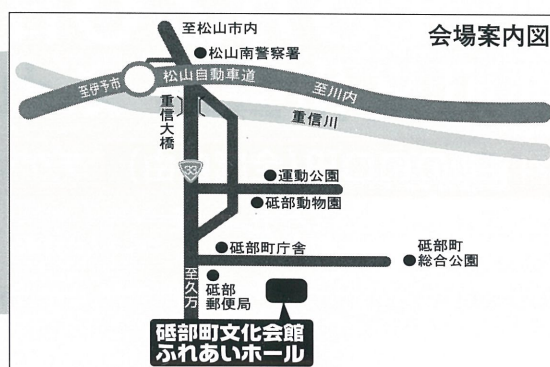 会場案内図
至松山市内
松山南警察署
至伊予市
松山自動車道
至川内
重信大橋
重信川
33
運動公園
砥部動物園
砥部町庁舎
砥部町
総合公園
至久万
砥部
郵便局
砥部町文化会館
ふれあいホール